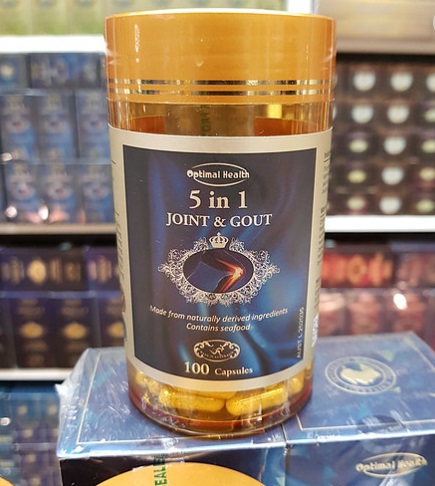 Optimal Health
5 in 1
JOINT & GOUT
Made from naturally derived ingredients
Contains seafood
100 Capsules
Optimal Health